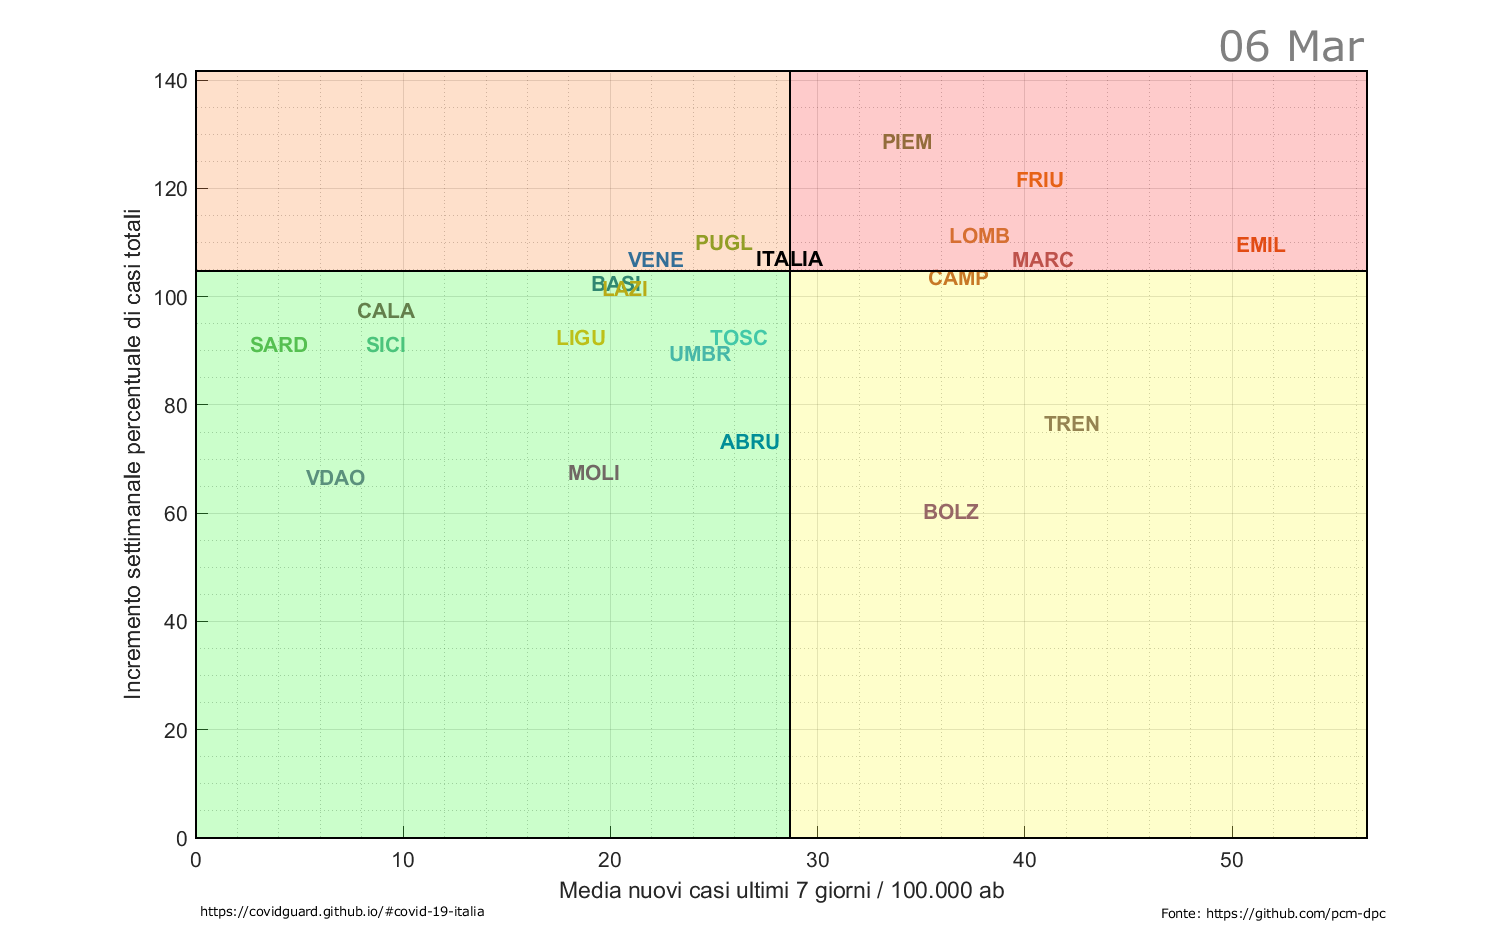 06 Mar
140
PIEM
120
FRIU
PUGL
LOMB
EMIL
VENE
ITALIA
MARC
100
BASI
LAZI
CAMP
CALA
SARD
SICI
LIGU
TOSC
UMBR
80
TREN
ABRU
VDAO
MOLI
60
BOLZ
40
20
0
Incremento settimanale percentuale di casi totali
0 10 20 30 40 50
Media nuovi casi ultimi 7 giorni / 100.000 ab
https://covidguard.github.io/#covid-19-italia
Fonte: https://github.com/pcm-dpc